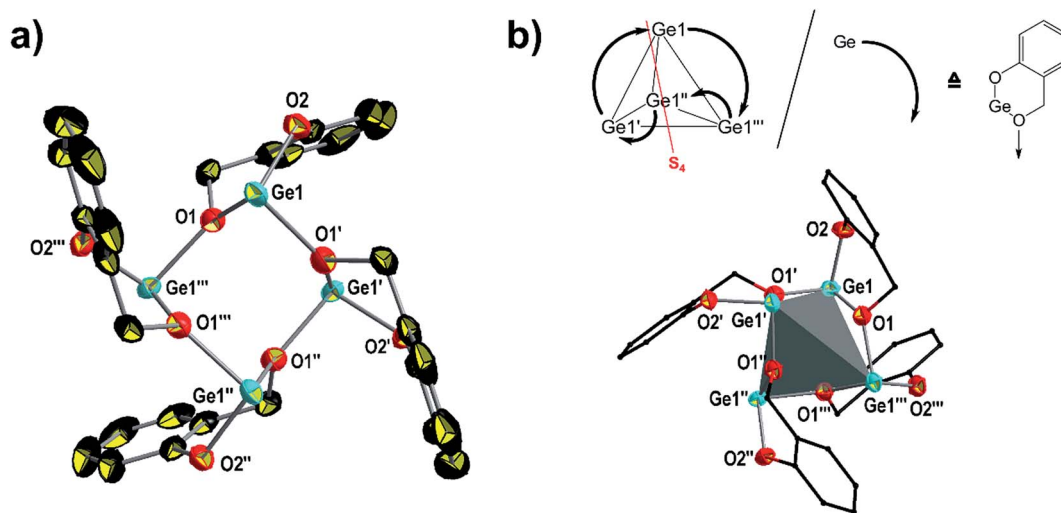 a)
O2
Ge1
O1
O1'
O2'''
Ge1'''
Ge1'
O1'''
O1''
O2'
Ge1''
O2''
b)
Ge1
Ge1''
Ge1'
Ge1'''
S4
Ge
≙
O
Ge
O
O2
O1'
Ge1
O2'
Ge1'
O1
O1''
Ge1''
O1'''
Ge1'''
O2'''
O2''